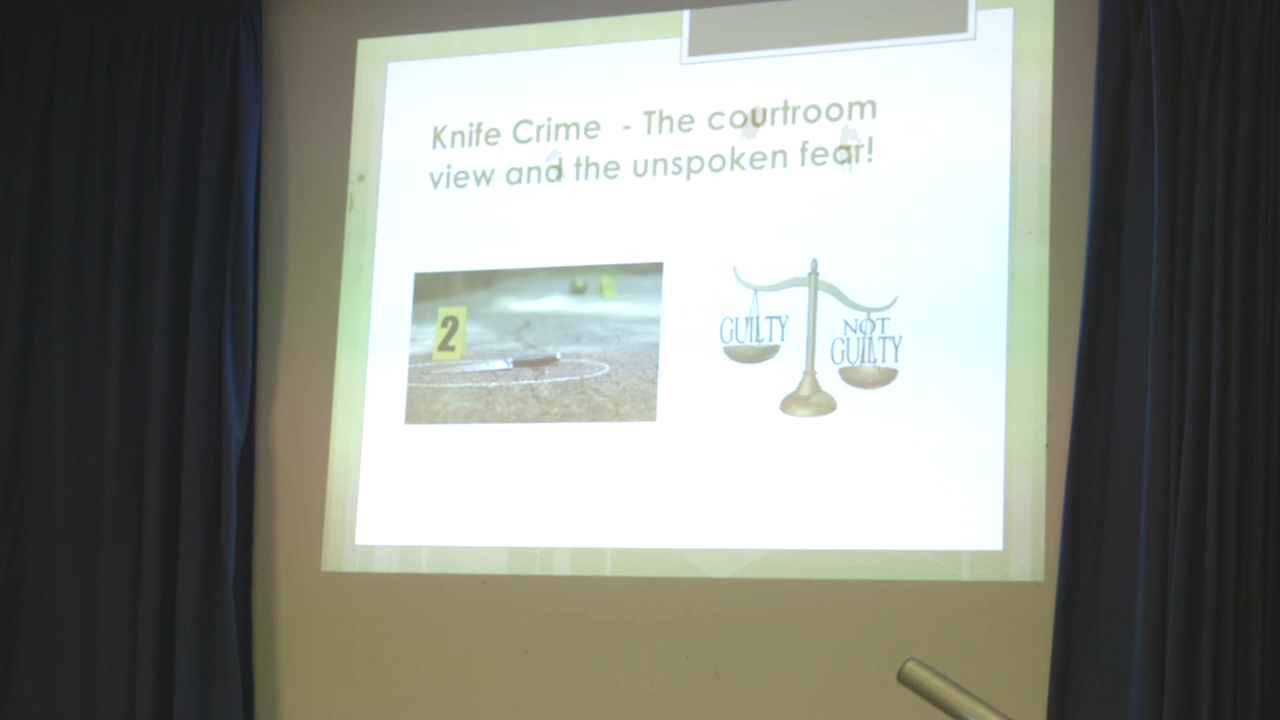 Knife Crime - The courtroom
view and the unspoken fear!
2
GUILTY
NOT
GUILTY